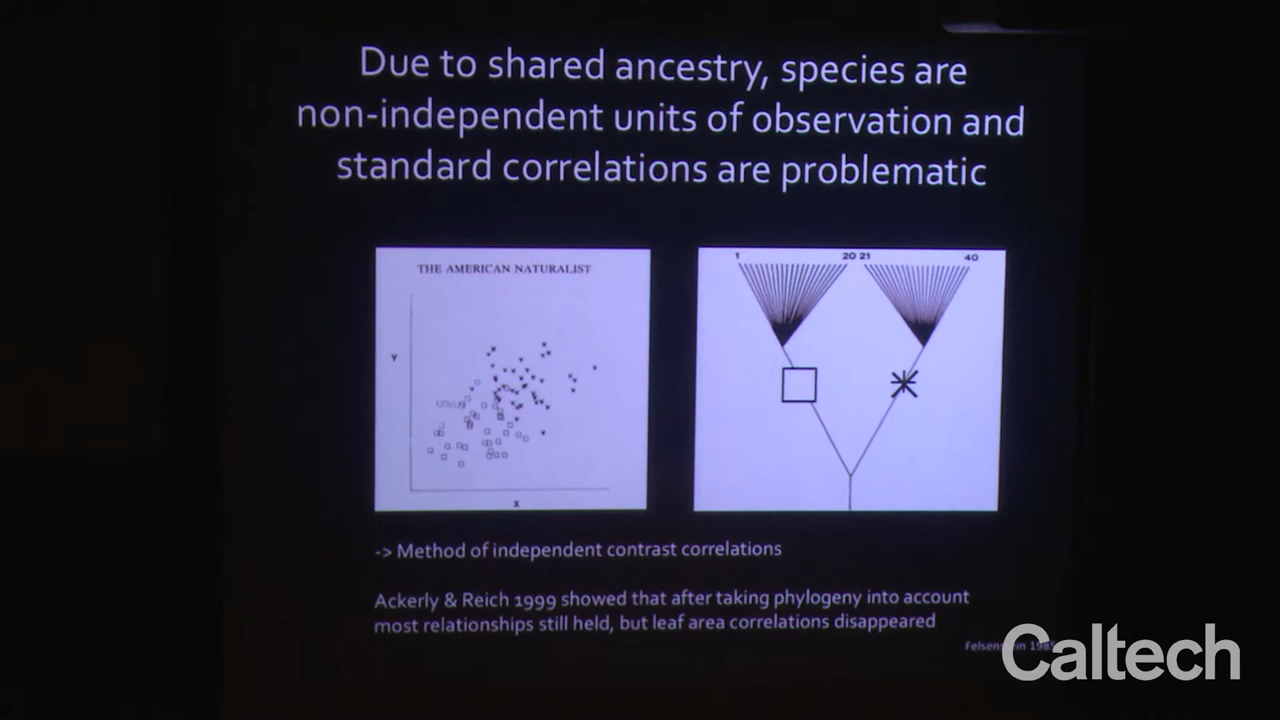 Due to shared ancestry, species are
non-independent units of observation and
standard correlations are problematic
THE AMERICAN NATURALIST
Y
X
1 20 21 40
-> Method of independent contrast correlations
Ackerly & Reich 1999 showed that after taking phylogeny into account
most relationships still held, but leaf area correlations disappeared
Caltech